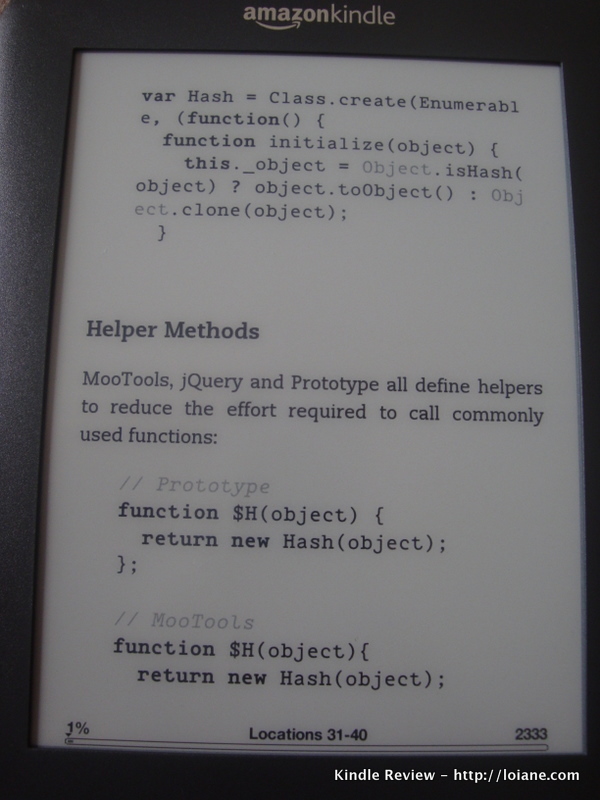 amazonkindle
var Hash = Class.create(Enumerabl
e, (function() {
function initialize(object) {
this._object = Object.isHash(
object) ? object.toObject() : Obj
ect.clone(object);
}
Helper Methods
MooTools, jQuery and Prototype all define helpers
to reduce the effort required to call commonly
used functions:
// Prototype
function $H(object) {
return new Hash(object);
};
// MooTools
function $H(object){
return new Hash(object);
1%
Locations 31-40
2333
Kindle Review - http://loiane.com